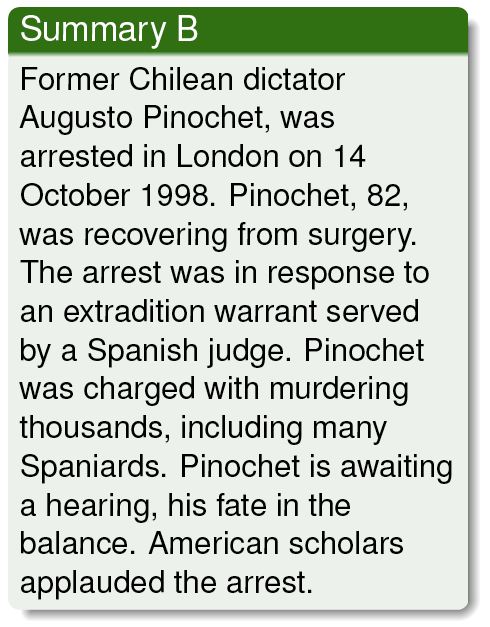 Summary B
Former Chilean dictator
Augusto Pinochet, was
arrested in London on 14
October 1998. Pinochet, 82,
was recovering from surgery.
The arrest was in response to
an extradition warrant served
by a Spanish judge. Pinochet
was charged with murdering
thousands, including many
Spaniards. Pinochet is awaiting
a hearing, his fate in the
balance. American scholars
applauded the arrest.